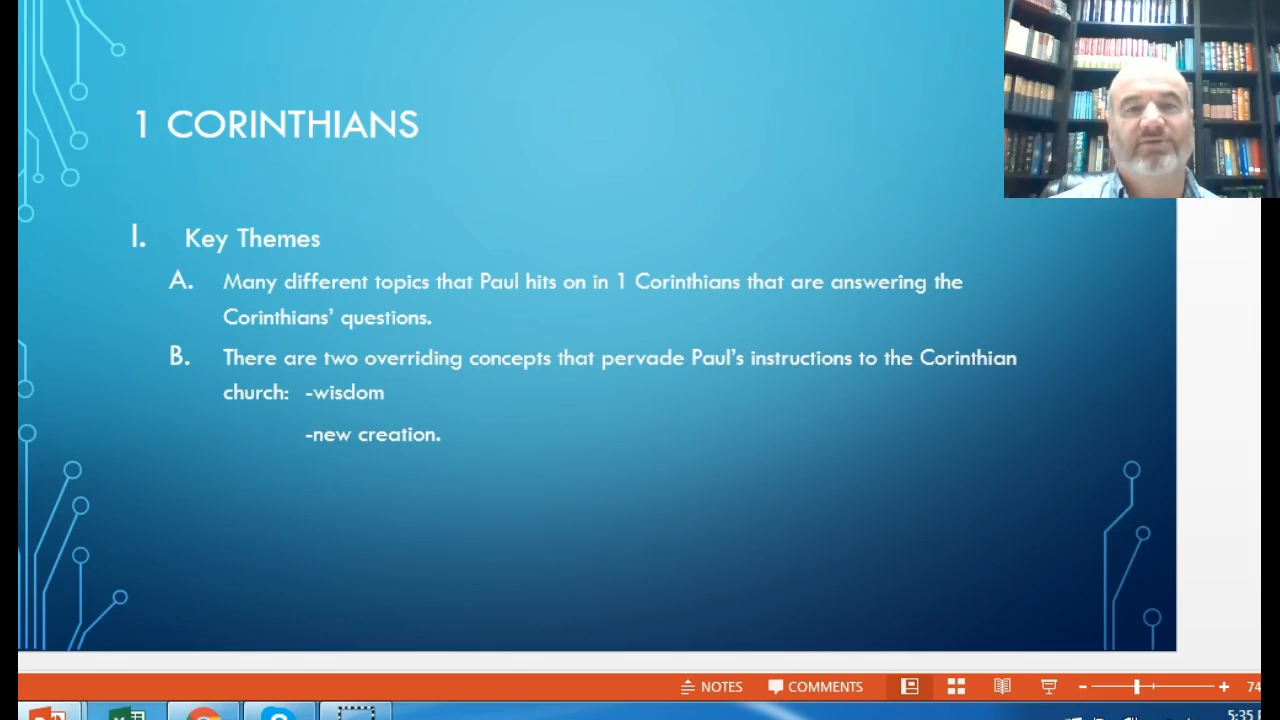 1 CORINTHIANS
I. Key Themes
A. Many different topics that Paul hits on in 1 Corinthians that are answering the
Corinthians' questions.
B. There are two overriding concepts that pervade Paul's instructions to the Corinthian
church: -wisdom
-new creation.
NOTES COMMENTS 74
5:35